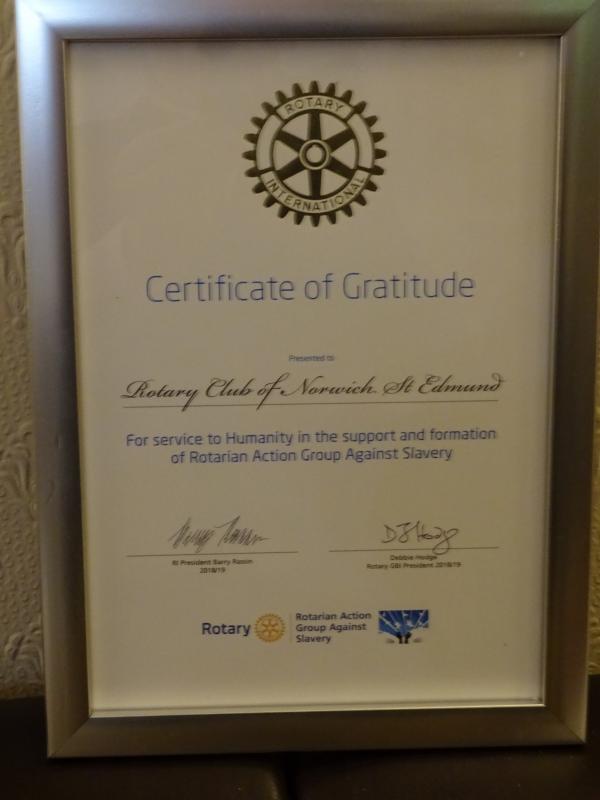 ROTARY
INTERNATIONAL
Certificate of Gratitude
Presented to
Rotary Club of Norwich St Edmund
For service to Humanity in the support and formation
of Rotarian Action Group Against Slavery
D J Hodge
RI President Barry Rassin
2018/19
Debbie Hodge
Rotary GBI President 2018/19
Rotary
Rotarian Action
Group Against
Slavery